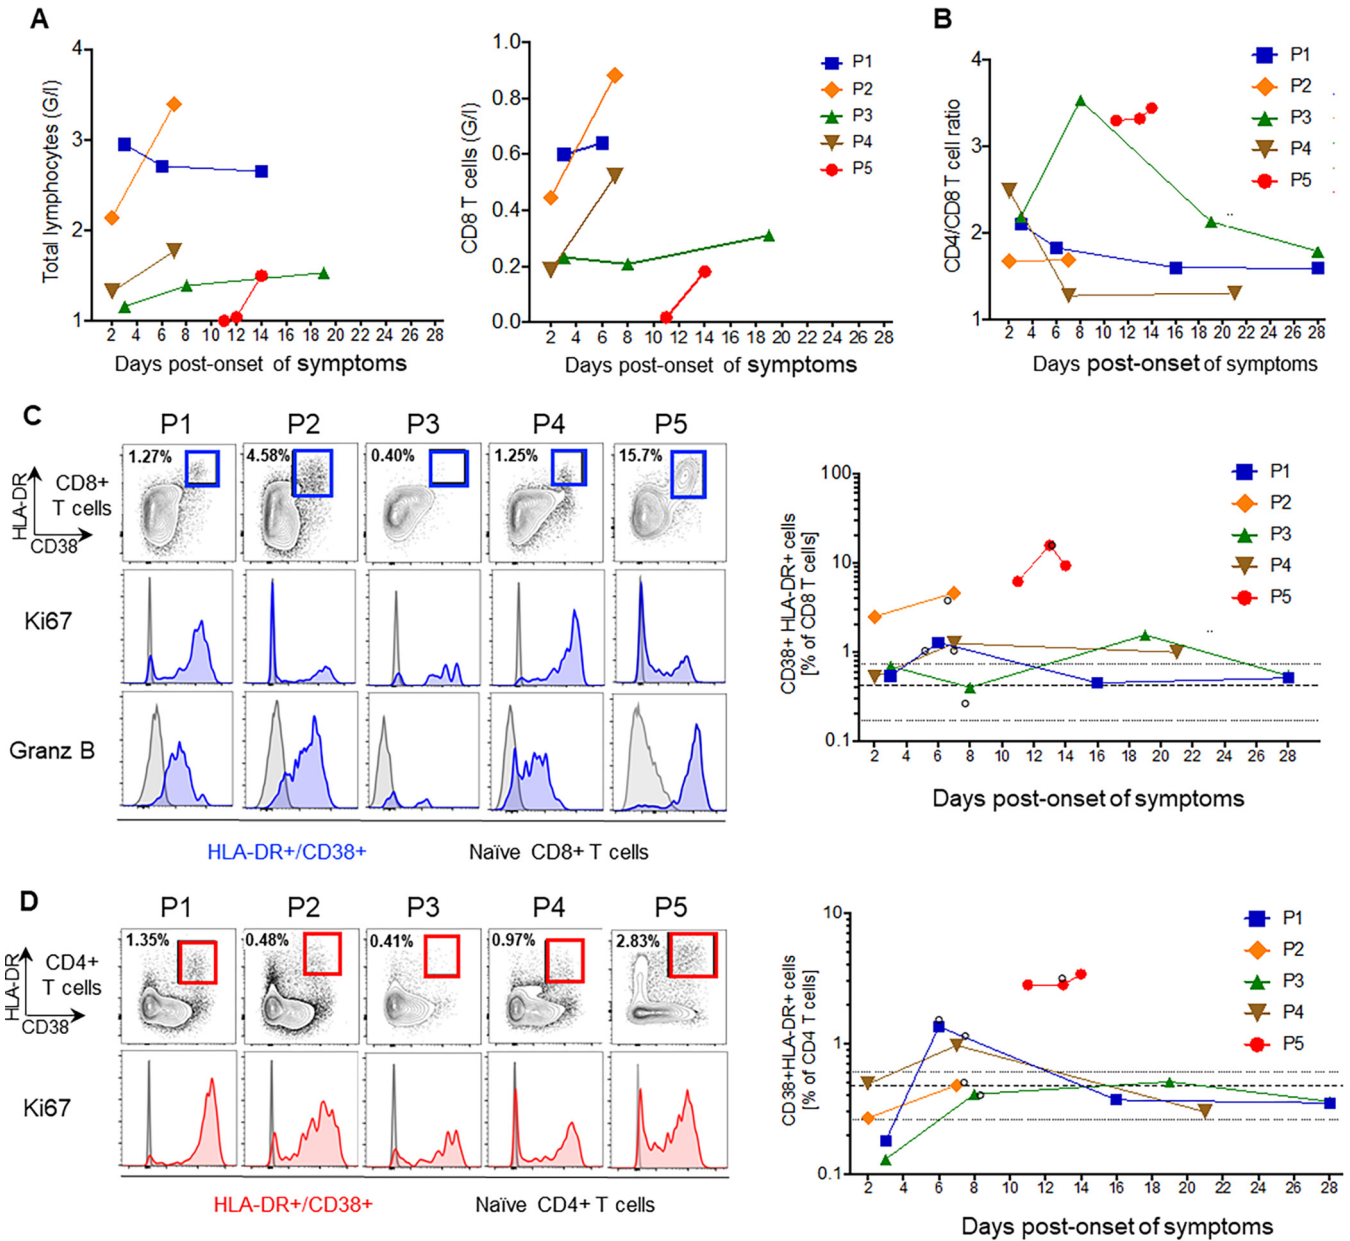 A
B
4
3
2
1
Total lymphocytes (G/l)
2 4 6 8 10 12 14 16 18 20 22 24 26 28
Days post-onset of symptoms
1.0
0.8
0.6
0.4
0.2
0.0
CD8 T cells (G/l)
2 4 6 8 10 12 14 16 18 20 22 24 26 28
Days post-onset of symptoms
P1
P2
P3
P4
P5
4
3
2
1
CD4/CD8 T cell ratio
2 4 6 8 10 12 14 16 18 20 22 24 26 28
Days post-onset of symptoms
P1
P2
P3
P4
P5
C
P1 P2 P3 P4 P5
HLA-DR
CD38
CD8+
T cells
1.27% 4.58% 0.40% 1.25% 15.7%
Ki67
Granz B
HLA-DR+/CD38+ Naïve CD8+ T cells
100
10
1
0.1
CD38+ HLA-DR+ cells
[% of CD8 T cells]
2 4 6 8 10 12 14 16 18 20 22 24 26 28
Days post-onset of symptoms
P1
P2
P3
P4
P5
D
P1 P2 P3 P4 P5
HLA-DR
CD38
CD4+
T cells
1.35% 0.48% 0.41% 0.97% 2.83%
Ki67
HLA-DR+/CD38+ Naïve CD4+ T cells
10
1
0.1
CD38+HLA-DR+ cells
[% of CD4 T cells]
2 4 6 8 10 12 14 16 19 20 22 24 26 28
Days post-onset of symptoms
P1
P2
P3
P4
P5